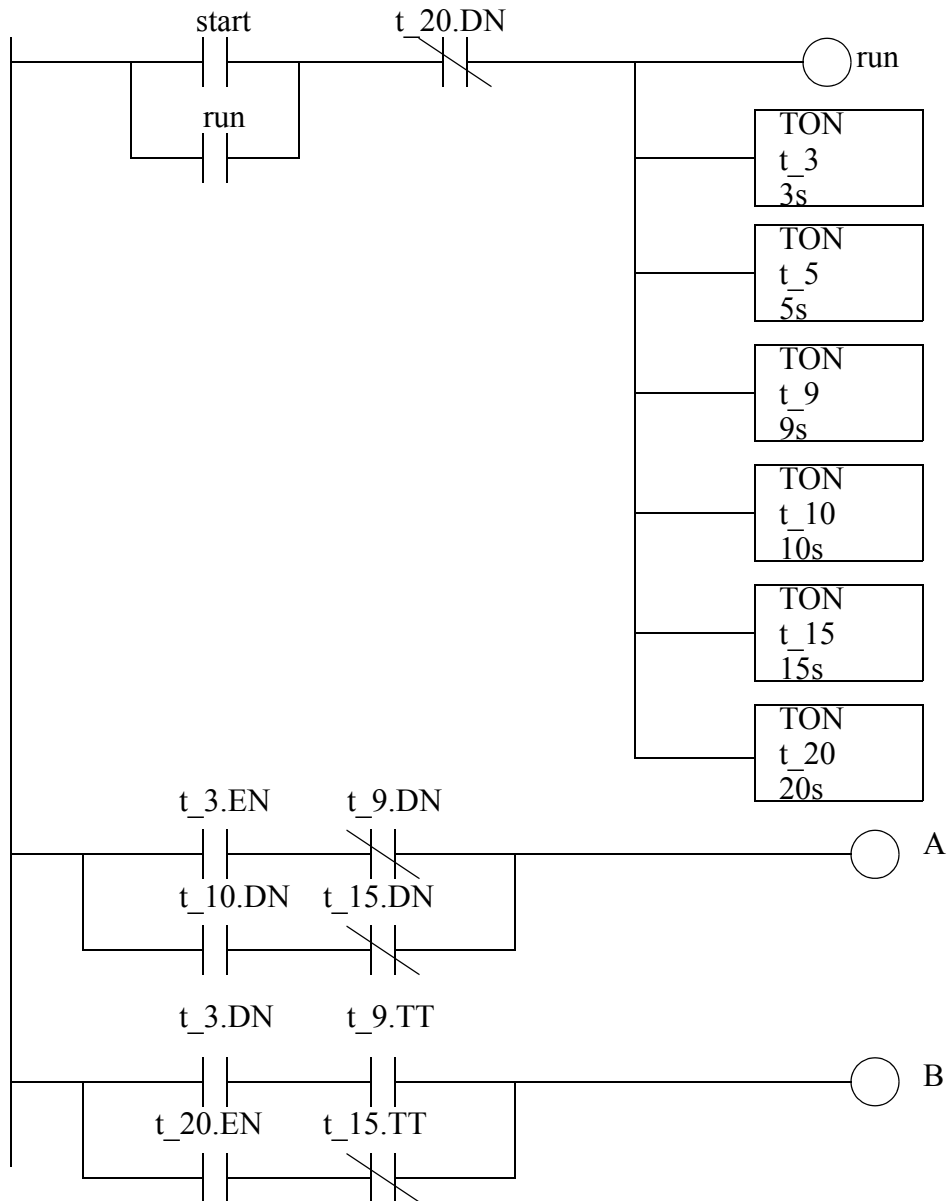 start
t_20.DN
run
run
TON
t_3
3s
TON
t_5
5s
TON
t_9
9s
TON
t_10
10s
TON
t_15
15s
TON
t_20
20s
t_3.EN
t_9.DN
A
t_10.DN
t_15.DN
t_3.DN
t_9.TT
B
t_20.EN
t_15.TT